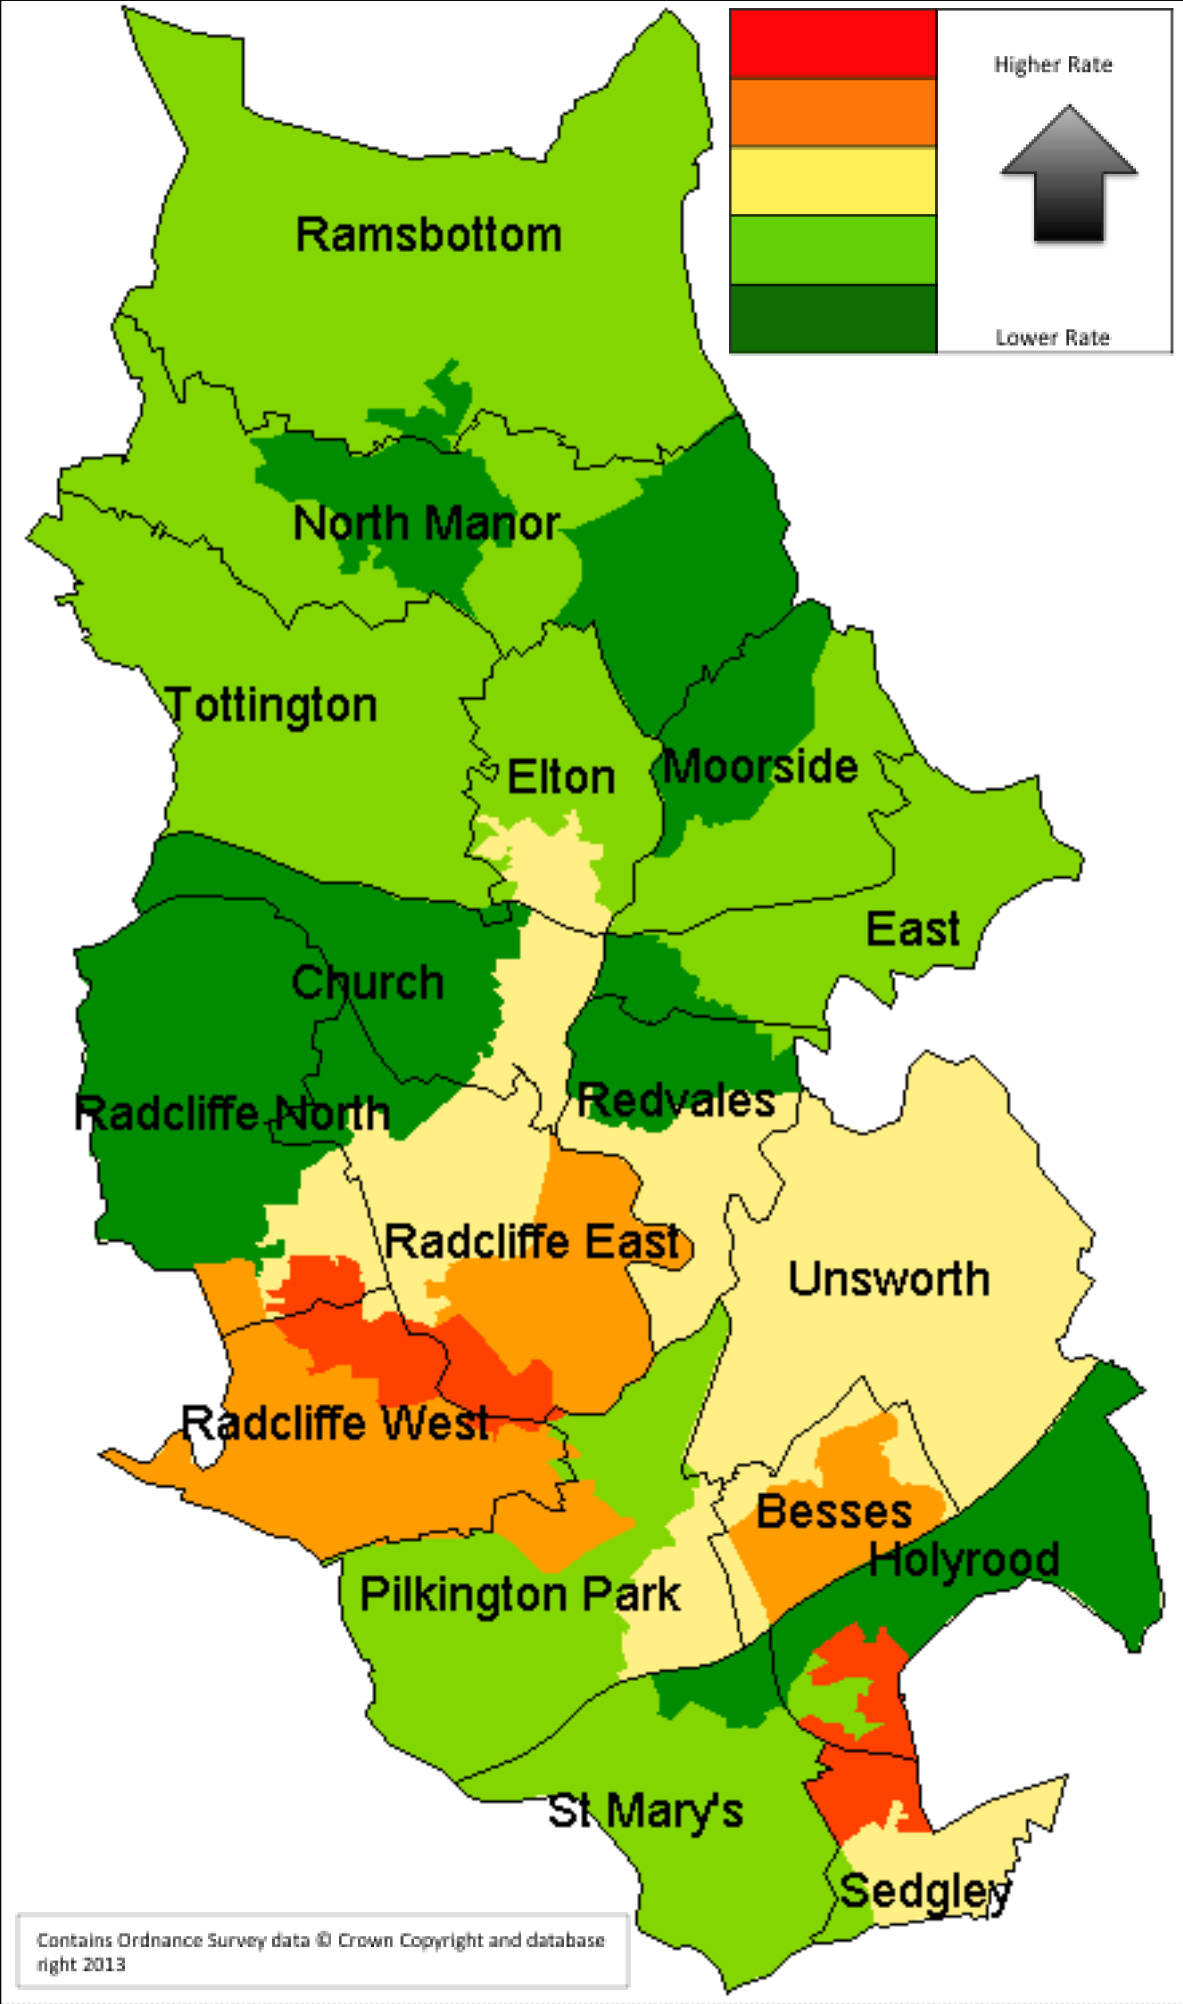 Higher Rate
Lower Rate
Ramsbottom
North Manor
Tottington
Elton
Moorside
East
Church
Radcliffe North
Redvales
Radcliffe East
Unsworth
Radcliffe West
Besses
Holyrood
Pilkington Park
St Mary's
Sedgley
Contains Ordnance Survey data © Crown Copyright and database
right 2013